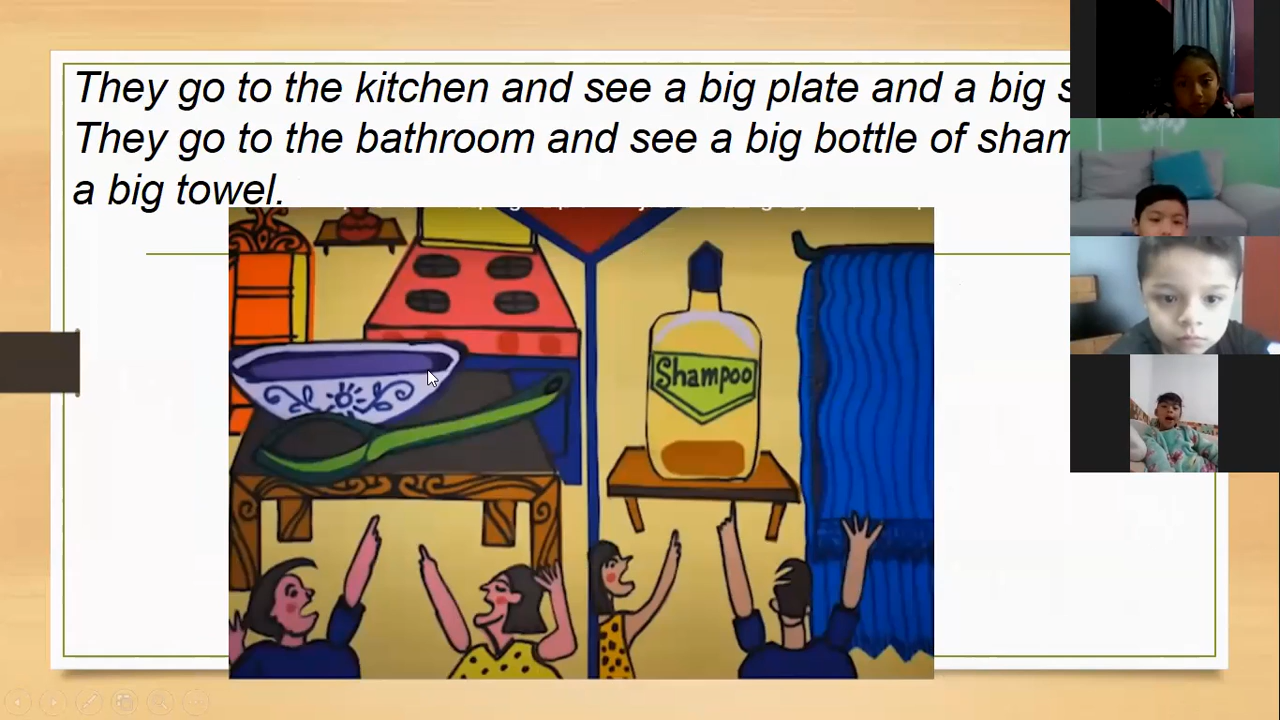 They go to the kitchen and see a big plate and a big
They go to the bathroom and see a big bottle of
a big towel.
Shampoo